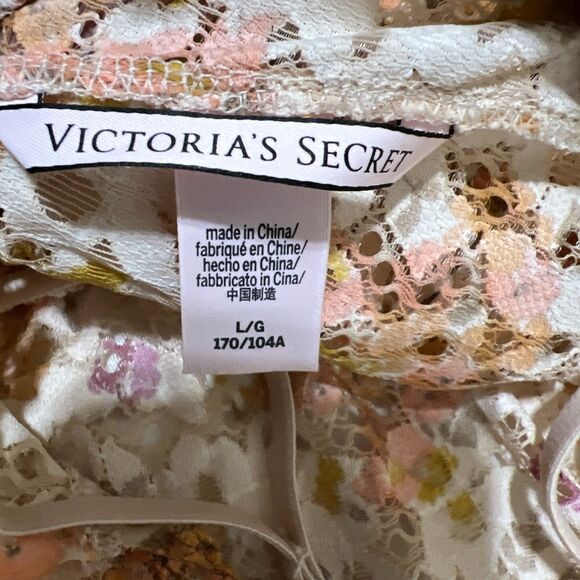 VICTORIA'S SECRET
made in China/
fabriqué en Chine/
hecho en China/
fabbricato in Cina/
中国制造
L/G
170/104A